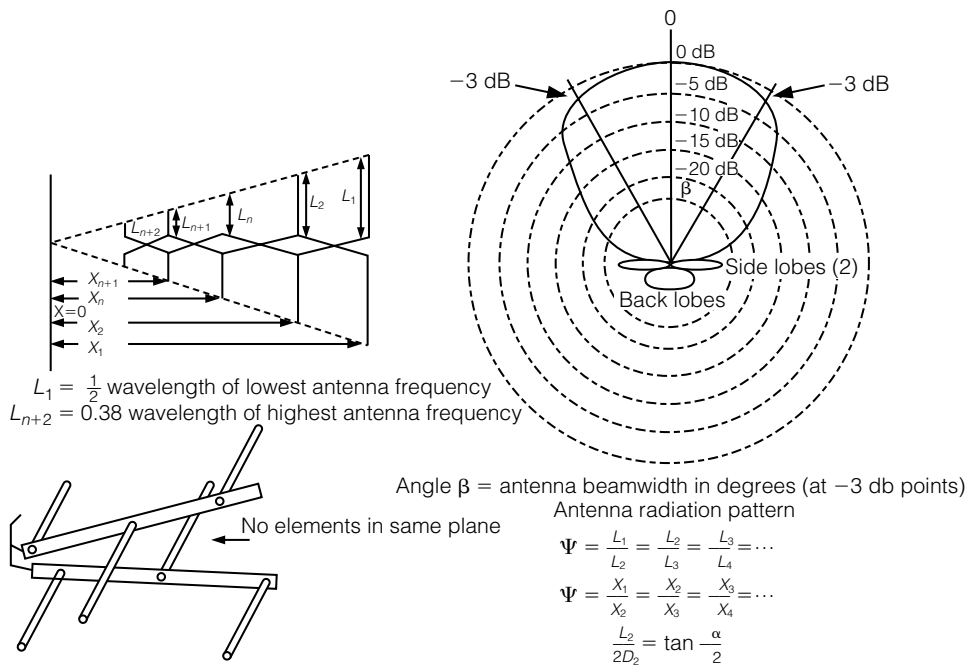 0
0 dB
−3 dB
−3 dB
−5 dB
−10 dB
−15 dB
−20 dB
β
Side lobes (2)
Back lobes
L₁
L₂
Lₙ
Lₙ₊₁
Lₙ₊₂
Xₙ₊₁
Xₙ
X=0
X₂
X₁
L₁ = 1/2 wavelength of lowest antenna frequency
Lₙ₊₂ = 0.38 wavelength of highest antenna frequency
No elements in same plane
Angle β = antenna beamwidth in degrees (at −3 db points)
Antenna radiation pattern
Ψ = L₁/L₂ = L₂/L₃ = L₃/L₄ = ⋯
Ψ = X₁/X₂ = X₂/X₃ = X₃/X₄ = ⋯
L₂/2D₂ = tan α/2